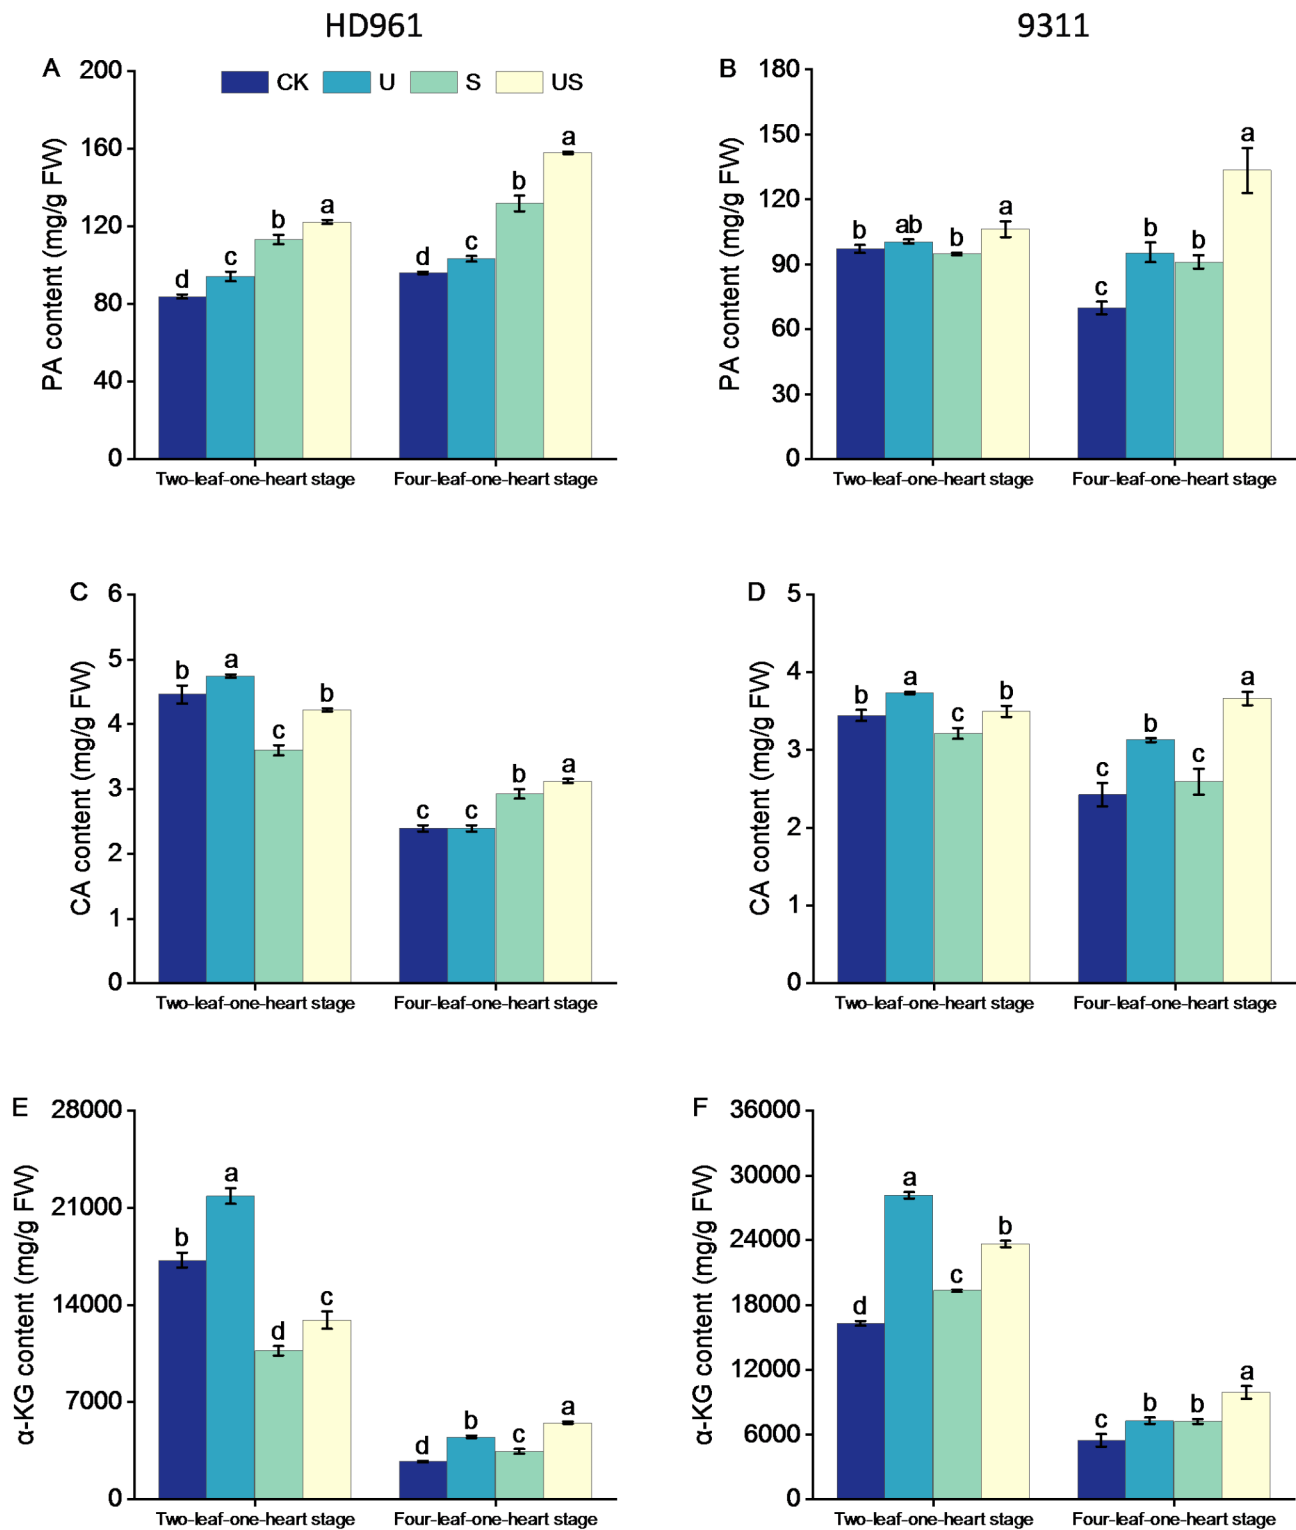 HD961
9311
A
CK U S US
PA content (mg/g FW)
200
160
120
80
40
0
d c b a
d c b a
Two-leaf-one-heart stage
Four-leaf-one-heart stage
B
PA content (mg/g FW)
180
150
120
90
60
30
0
b ab b a
c b b a
Two-leaf-one-heart stage
Four-leaf-one-heart stage
C
CA content (mg/g FW)
6
5
4
3
2
1
0
b a c b
c c b a
Two-leaf-one-heart stage
Four-leaf-one-heart stage
D
CA content (mg/g FW)
5
4
3
2
1
0
b a c b
c b c a
Two-leaf-one-heart stage
Four-leaf-one-heart stage
E
α-KG content (mg/g FW)
28000
21000
14000
7000
0
b a d c
d b c a
Two-leaf-one-heart stage
Four-leaf-one-heart stage
F
α-KG content (mg/g FW)
36000
30000
24000
18000
12000
6000
0
d a c b
c b b a
Two-leaf-one-heart stage
Four-leaf-one-heart stage